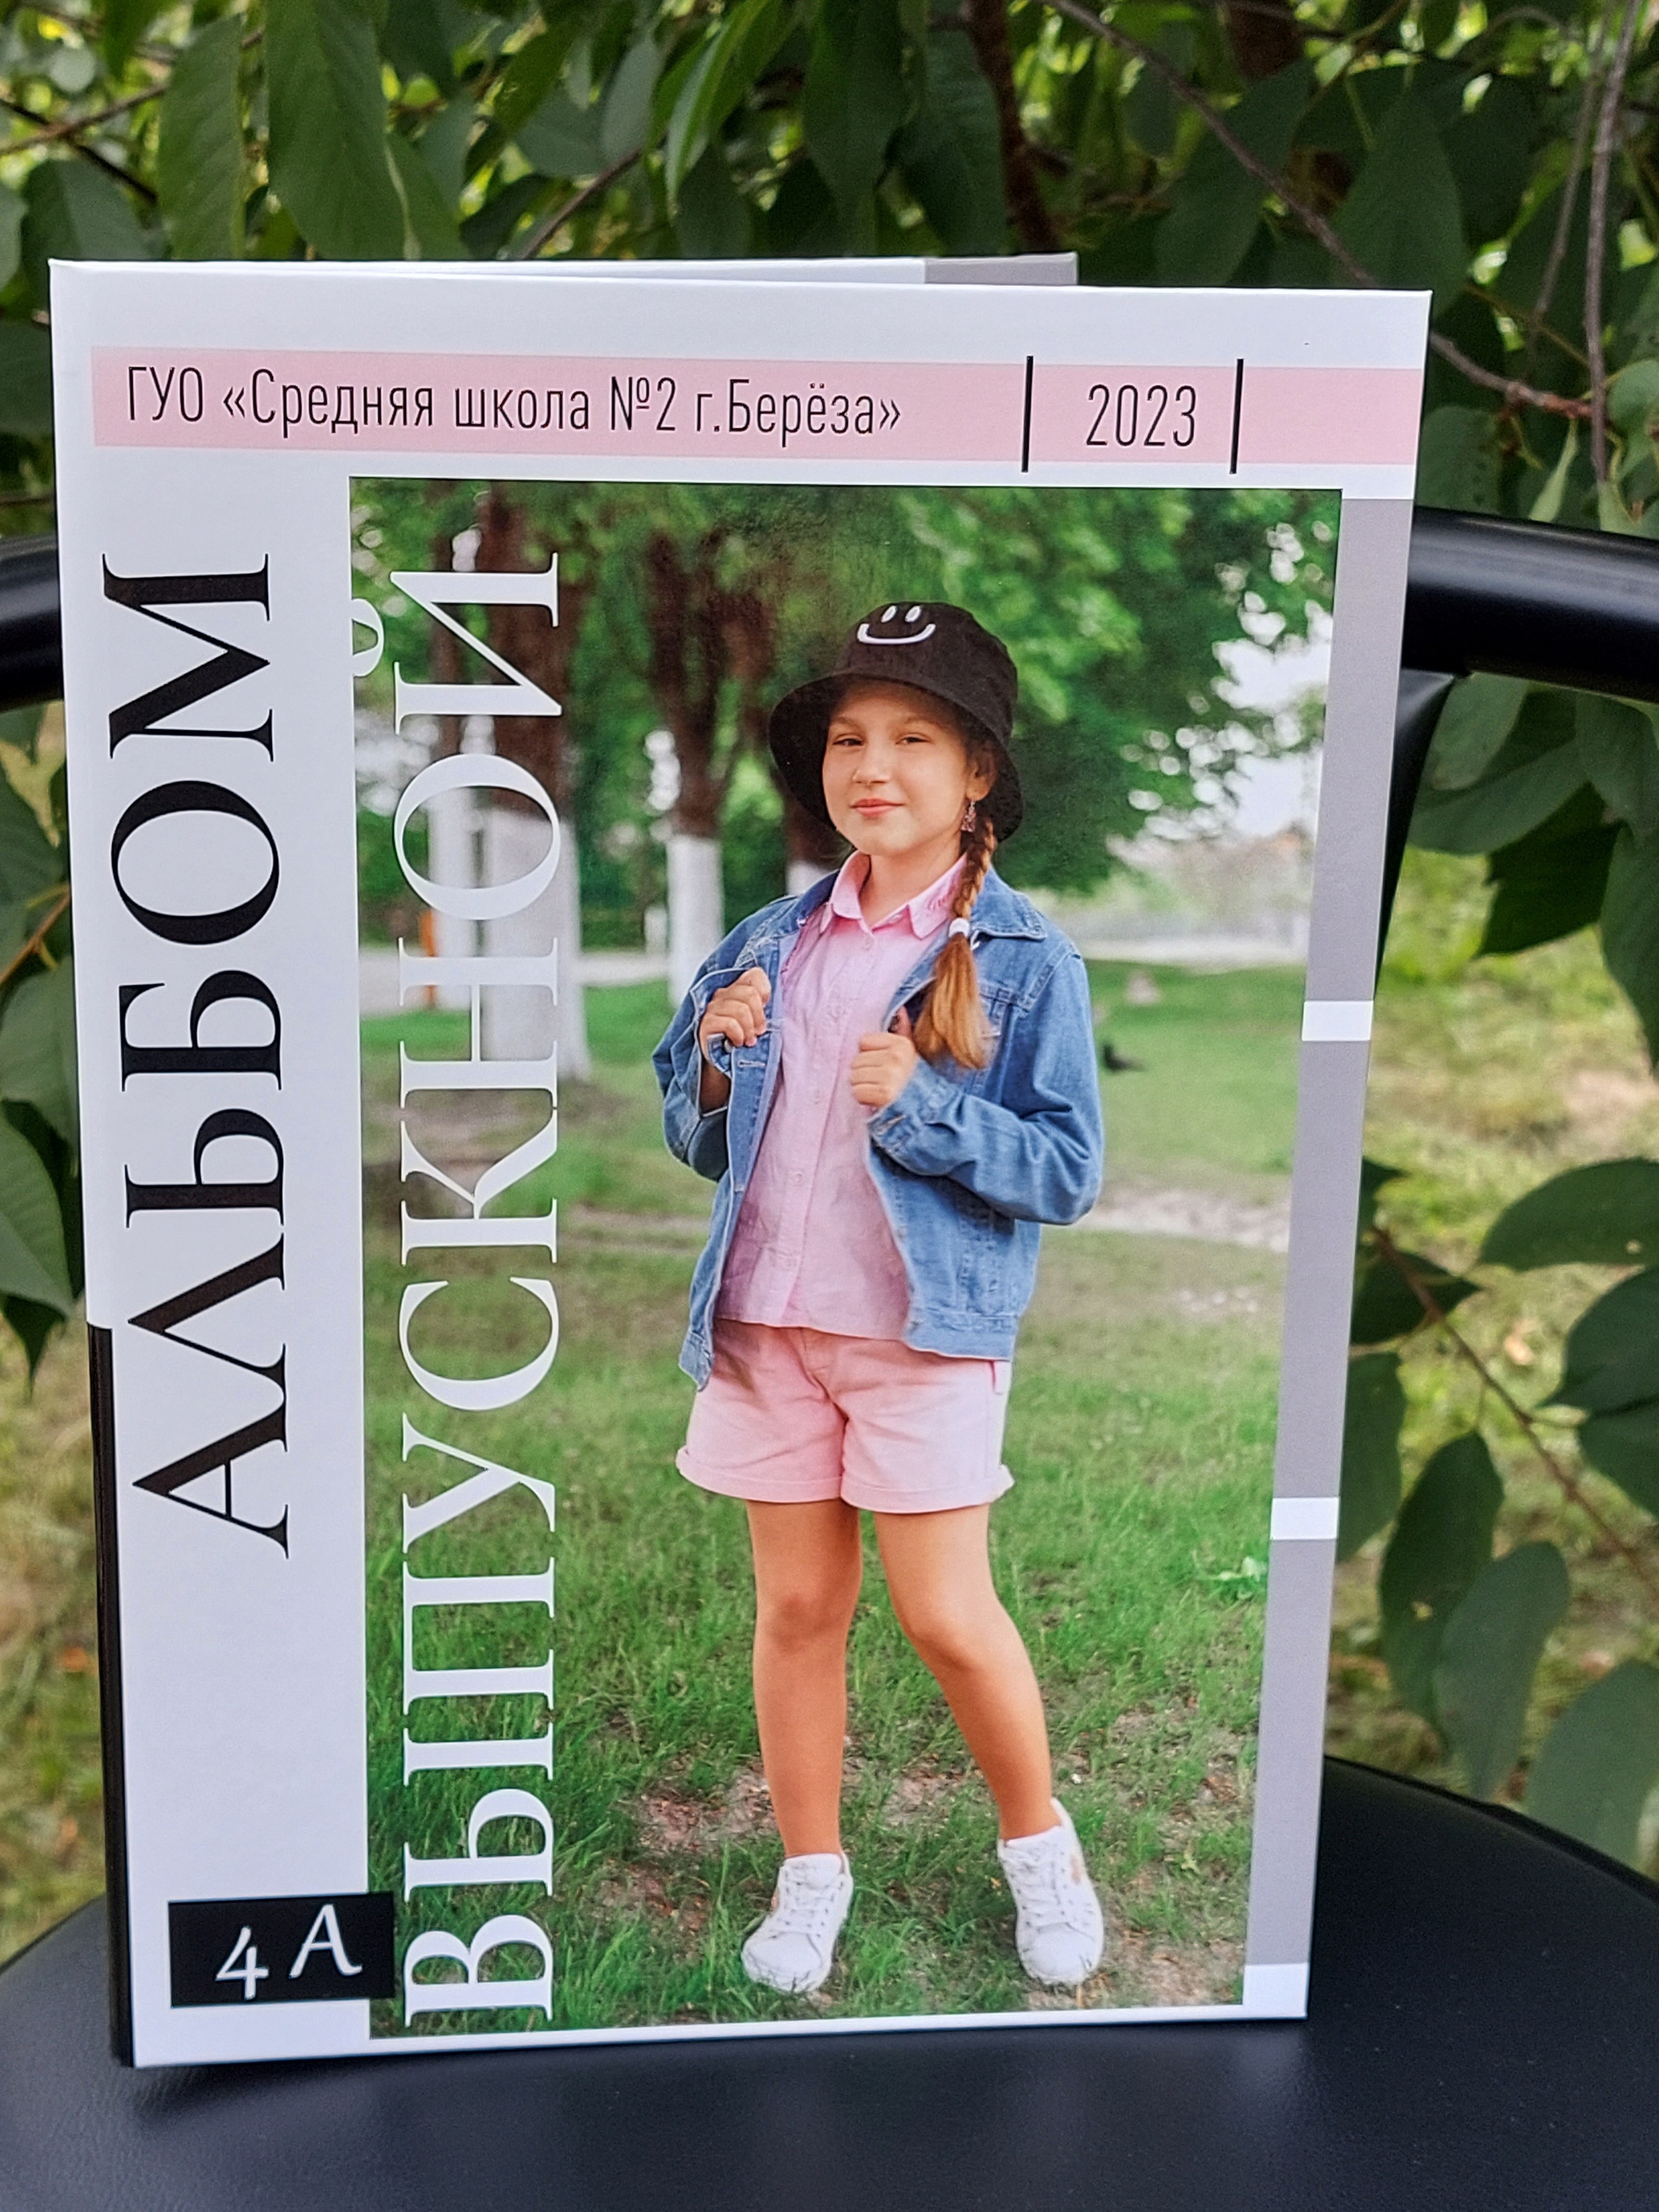 ГУО «Средняя школа №2 г.Берёза»
2023
АЛЬБОМ
ВЫПУСКНОЙ
4 А